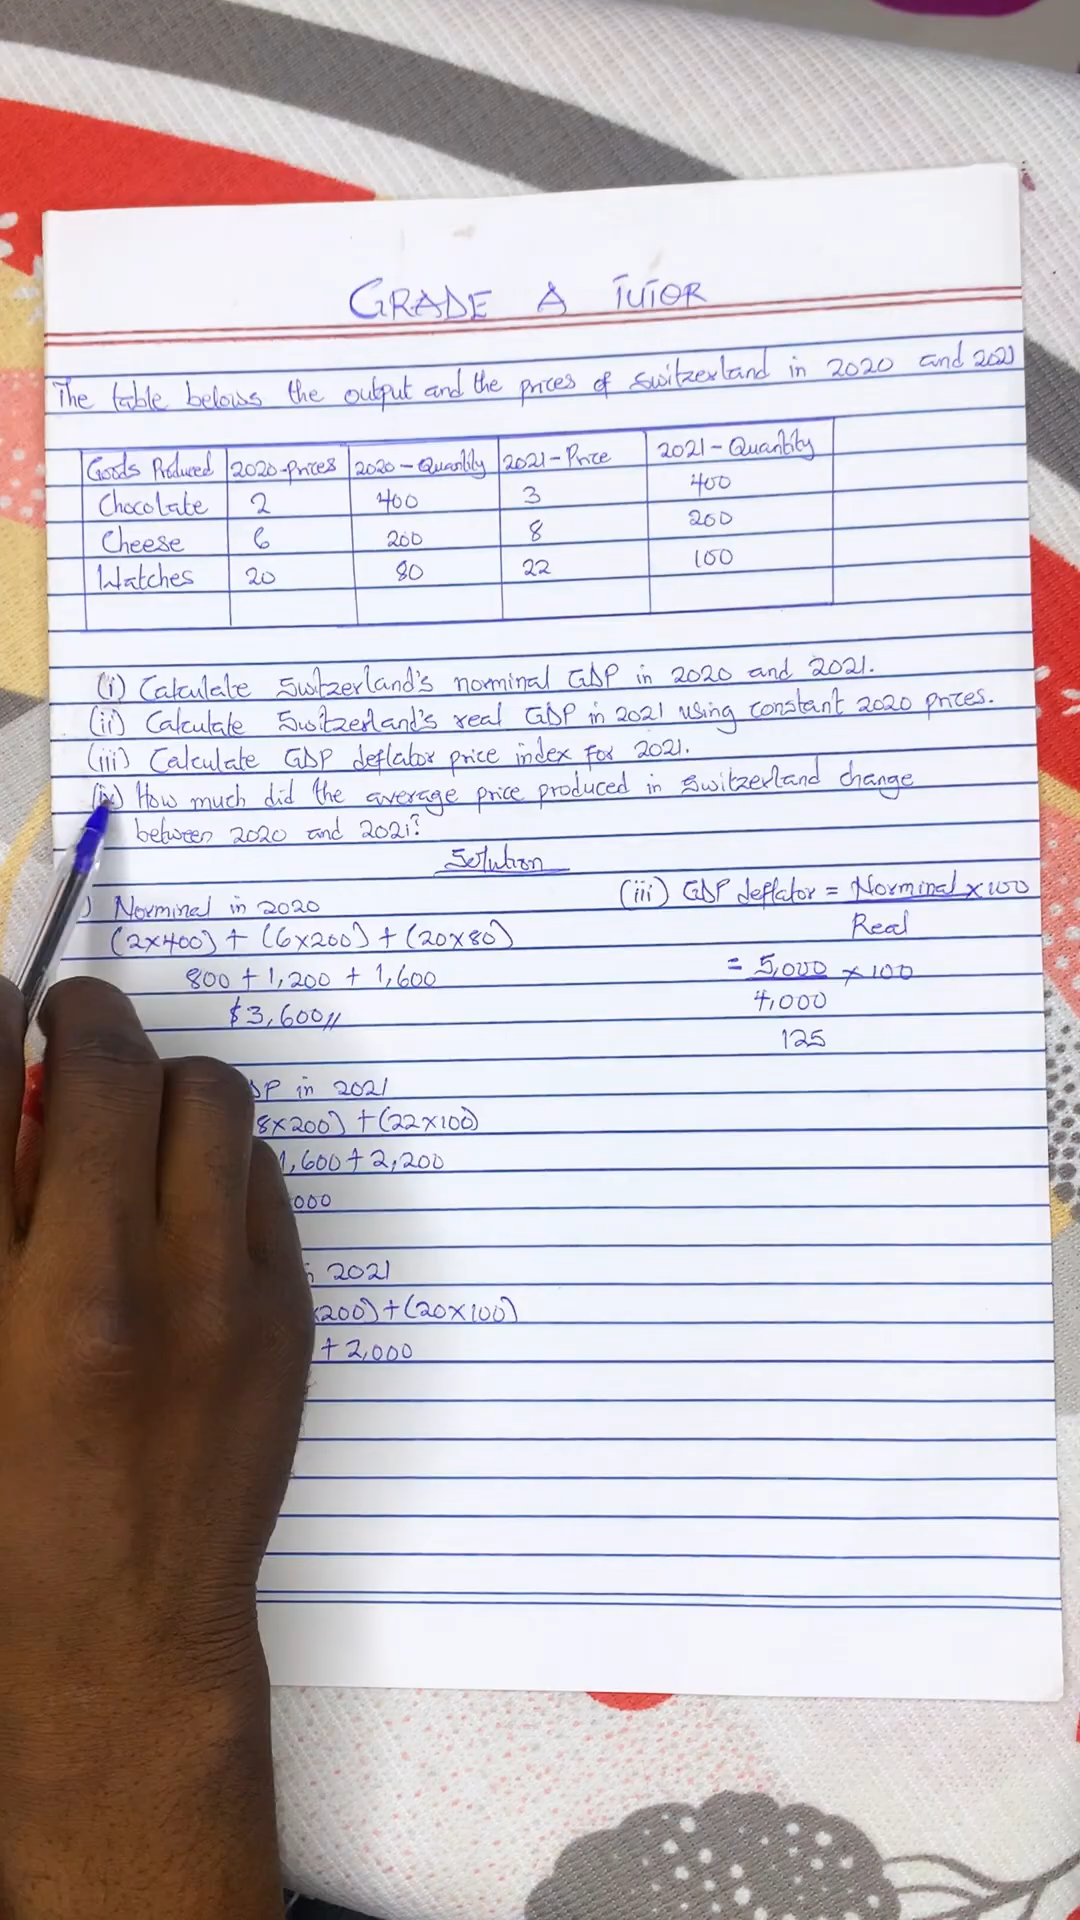 GRADE A TUTOR
The table belows the output and the prices of Switzerland in 2020 and 2021
Goods Produced 2020-prices 2020-Quantity 2021-Price 2021-Quantity
Chocolate 2 400 3 400
Cheese 6 200 8 200
Watches 20 80 22 100
(i) Calculate Switzerland's norminal GDP in 2020 and 2021.
(ii) Calculate Switzerland's real GDP in 2021 using constant 2020 prices.
(iii) Calculate GDP deflator price index for 2021.
(iv) How much did the average price produced in Switzerland change
between 2020 and 2021?
Solution
) Norminal in 2020
(2x400) + (6x200) + (20x80)
800 + 1,200 + 1,600
$3,600//
DP in 2021
8x200) + (22x100)
1,600 + 2,200
000
2021
x200) + (20x100)
+ 2,000
(iii) GDP deflator = Norminal x 100
Real
= 5,000 x 100
4,000
125